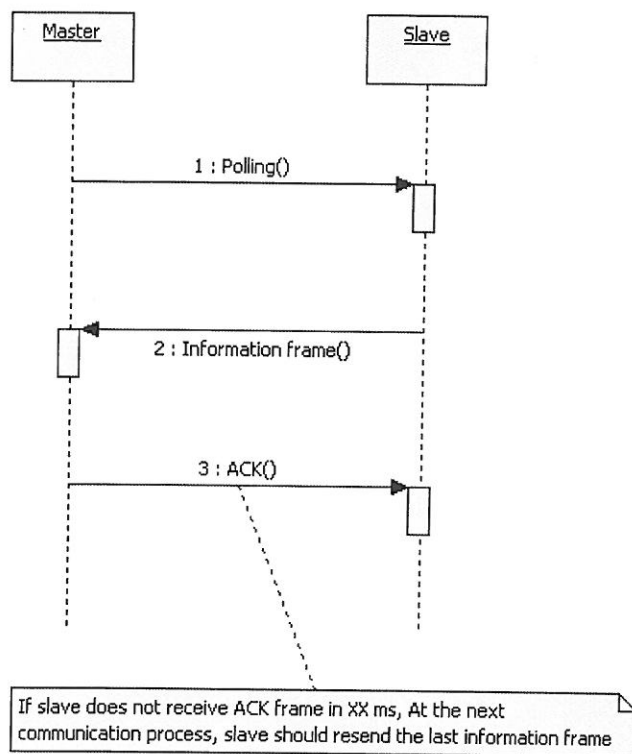 Master
Slave
1 : Polling()
2 : Information frame()
3 : ACK()
If slave does not receive ACK frame in XX ms, At the next
communication process, slave should resend the last information frame